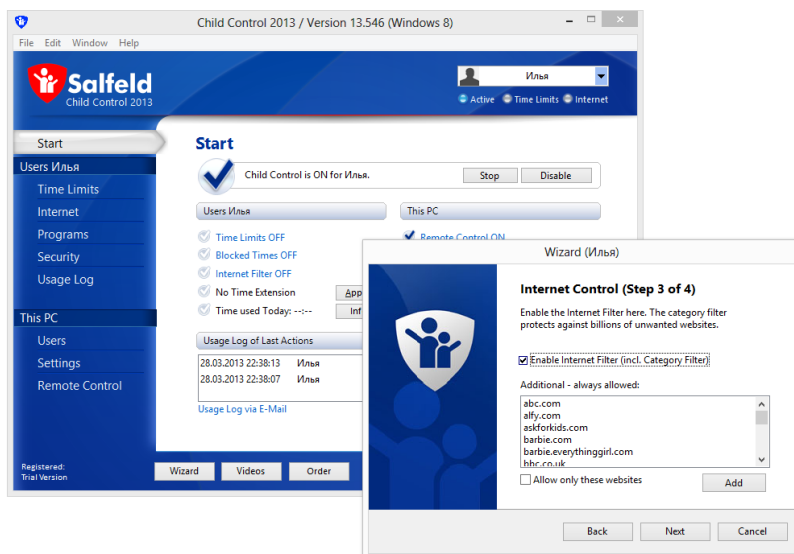 Child Control 2013 / Version 13.546 (Windows 8)
File Edit Window Help
Salfeld
Child Control 2013
Илья
Active Time Limits Internet
Start
Users Илья
Time Limits
Internet
Programs
Security
Usage Log
This PC
Users
Settings
Remote Control
Registered:
Trial Version
Start
Child Control is ON for Илья.
Stop Disable
Users Илья
This PC
Time Limits OFF
Remote Control ON
Blocked Times OFF
Internet Filter OFF
No Time Extension
App
Time used Today: --:--
Inf
Usage Log of Last Actions
28.03.2013 22:38:13 Илья
28.03.2013 22:38:07 Илья
Usage Log via E-Mail
Wizard Videos Order
Wizard (Илья)
Internet Control (Step 3 of 4)
Enable the Internet Filter here. The category filter
protects against billions of unwanted websites.
Enable Internet Filter (incl. Category Filter)
Additional - always allowed:
abc.com
alfy.com
askforkids.com
barbie.com
barbie.everythinggirl.com
bbc.co.uk
Allow only these websites
Add
Back Next Cancel